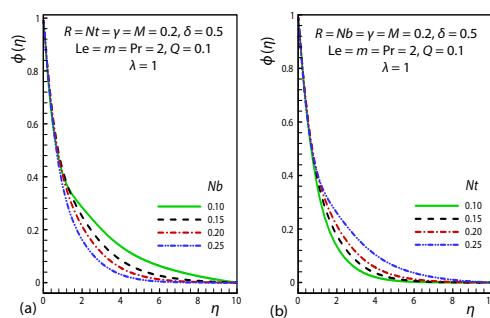 R = Nt = γ = M = 0.2, δ = 0.5
Le = m = Pr = 2, Q = 0.1
λ = 1
ϕ(η)
1
0.8
0.6
0.4
0.2
0
Nb
0.10
0.15
0.20
0.25
0 2 4 6 8 10
(a)
η
R = Nb = γ = M = 0.2, δ = 0.5
Le = m = Pr = 2, Q = 0.1
λ = 1
ϕ(η)
1
0.8
0.6
0.4
0.2
0
Nt
0.10
0.15
0.20
0.25
0 2 4 6 8 10
(b)
η